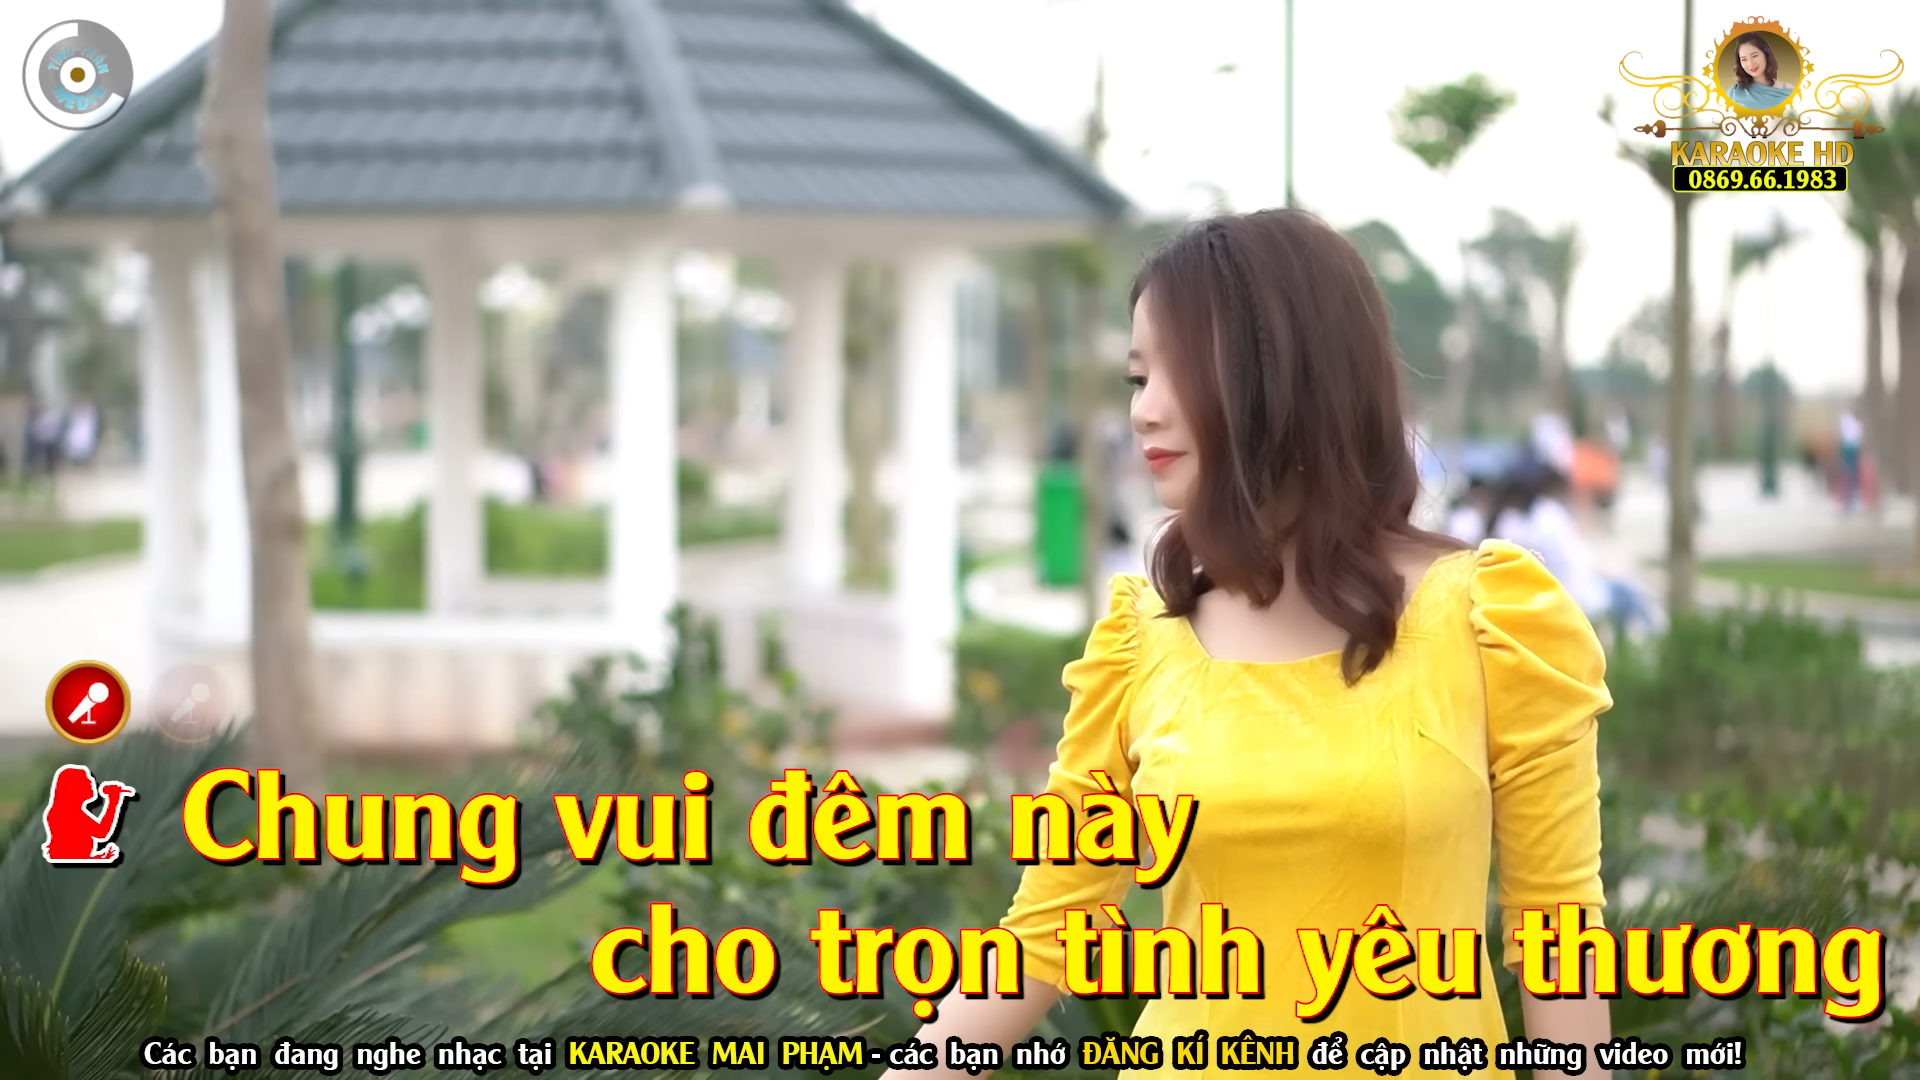 MEDIA
KARAOKE HD
0869.66.1983
Chung vui đêm này
cho trọn tình yêu thương
Các bạn đang nghe nhạc tại KARAOKE MAI PHẠM - các bạn nhớ ĐĂNG KÍ KÊNH để cập nhật những video mới!